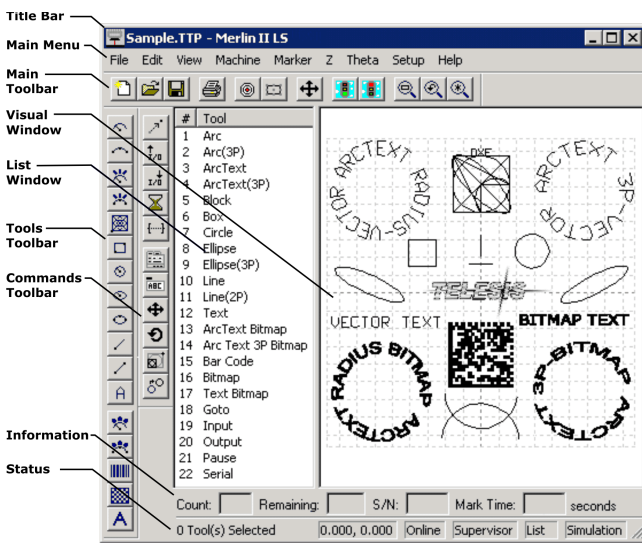 Title Bar
Sample.TTP - Merlin II LS
Main Menu
File Edit View Machine Marker Z Theta Setup Help
Main
Toolbar
Visual
Window
List
Window
Tools
Toolbar
Commands
Toolbar
Information
Status
I/O
I/O
ABC
A
A
# Tool
1 Arc
2 Arc(3P)
3 ArcText
4 ArcText(3P)
5 Block
6 Box
7 Circle
8 Ellipse
9 Ellipse(3P)
10 Line
11 Line(2P)
12 Text
13 ArcText Bitmap
14 Arc Text 3P Bitmap
15 Bar Code
16 Bitmap
17 Text Bitmap
18 Goto
19 Input
20 Output
21 Pause
22 Serial
ARCTEXT RADIUS-VECTOR
DXF
ARCTEXT 3P-VECTOR
TELESIS
VECTOR TEXT
BITMAP TEXT
RADIUS BITMAP ARCTEXT
3P-BITMAP ARCTEXT
Count: Remaining: S/N: Mark Time: seconds
0 Tool(s) Selected 0.000, 0.000 Online Supervisor List Simulation